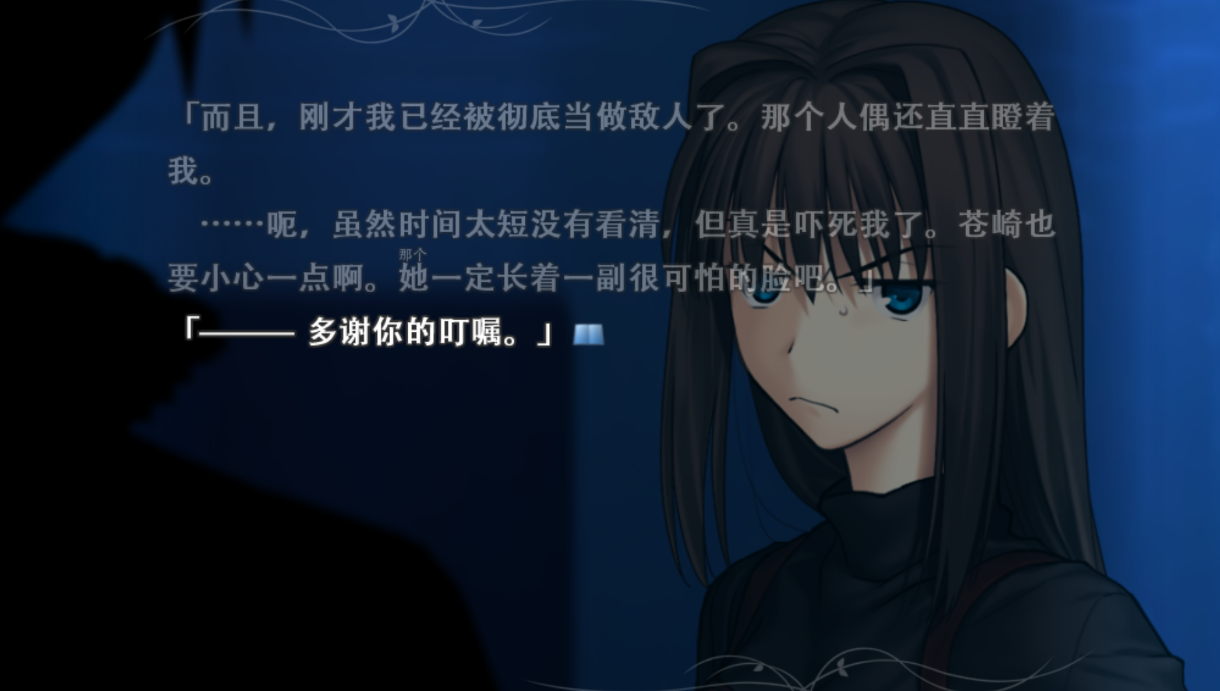 「而且，刚才我已经被彻底当做敌人了。那个人偶还直直瞪着
我。
……呃，虽然时间太短没有看清，但真是吓死我了。苍崎也
那个
要小心一点啊。她一定长着一副很可怕的脸吧。」
「——— 多谢你的叮嘱。」